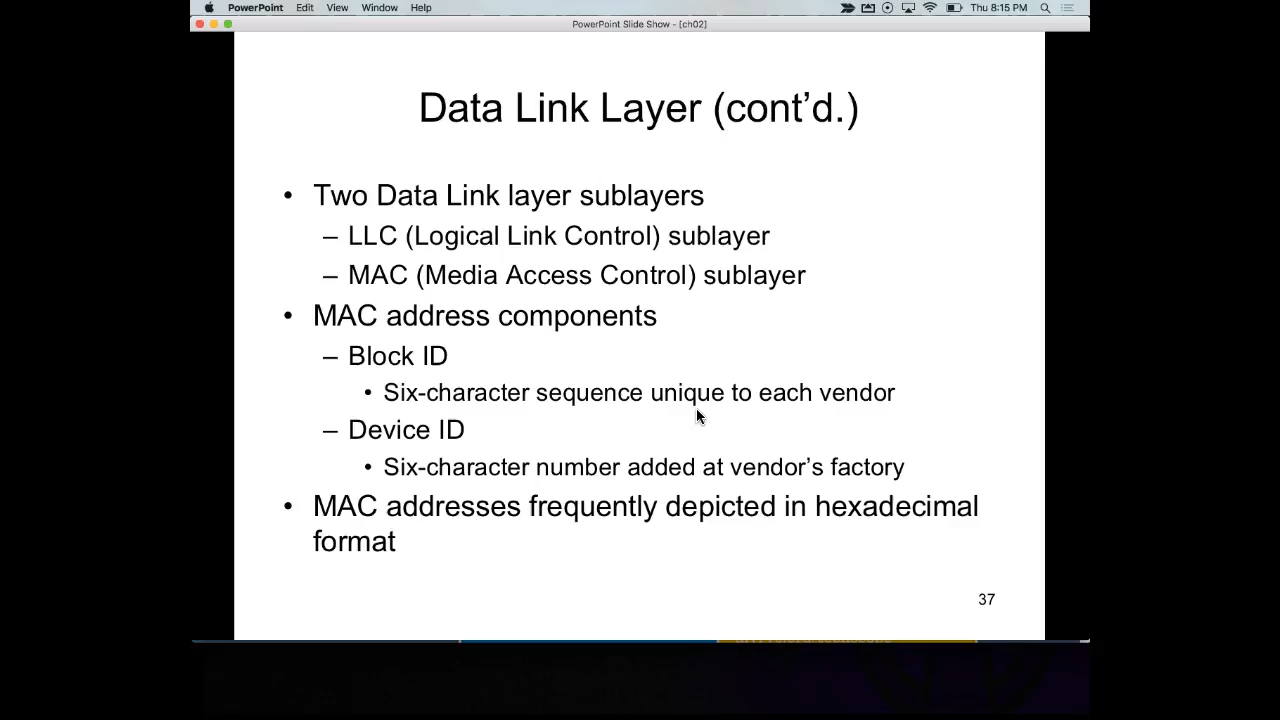 PowerPoint Edit View Window Help Thu 8:15 PM
PowerPoint Slide Show - [ch02]
Data Link Layer (cont’d.)
• Two Data Link layer sublayers
– LLC (Logical Link Control) sublayer
– MAC (Media Access Control) sublayer
• MAC address components
– Block ID
• Six-character sequence unique to each vendor
– Device ID
• Six-character number added at vendor’s factory
• MAC addresses frequently depicted in hexadecimal
format
37